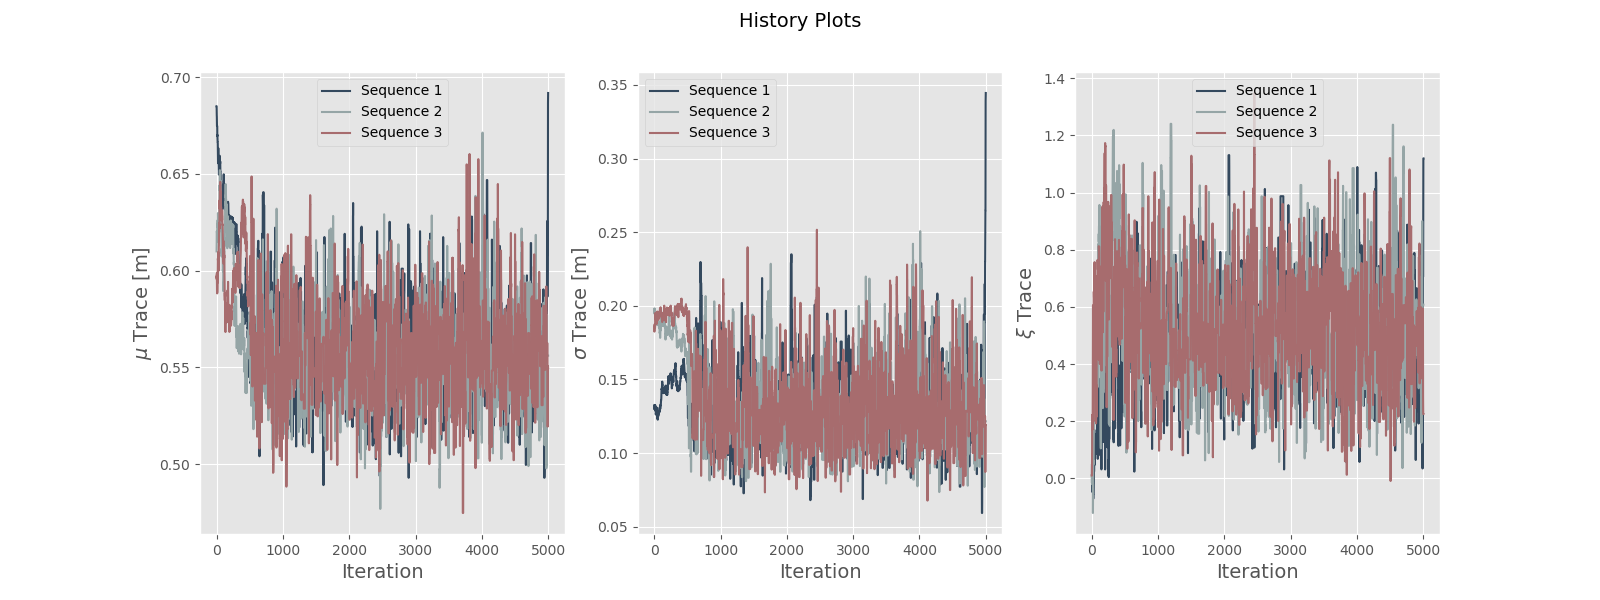 History Plots
μ Trace [m]
0.70
0.65
0.60
0.55
0.50
Sequence 1
Sequence 2
Sequence 3
0 1000 2000 3000 4000 5000
Iteration
σ Trace [m]
0.35
0.30
0.25
0.20
0.15
0.10
0.05
Sequence 1
Sequence 2
Sequence 3
0 1000 2000 3000 4000 5000
Iteration
ξ Trace
1.4
1.2
1.0
0.8
0.6
0.4
0.2
0.0
Sequence 1
Sequence 2
Sequence 3
0 1000 2000 3000 4000 5000
Iteration